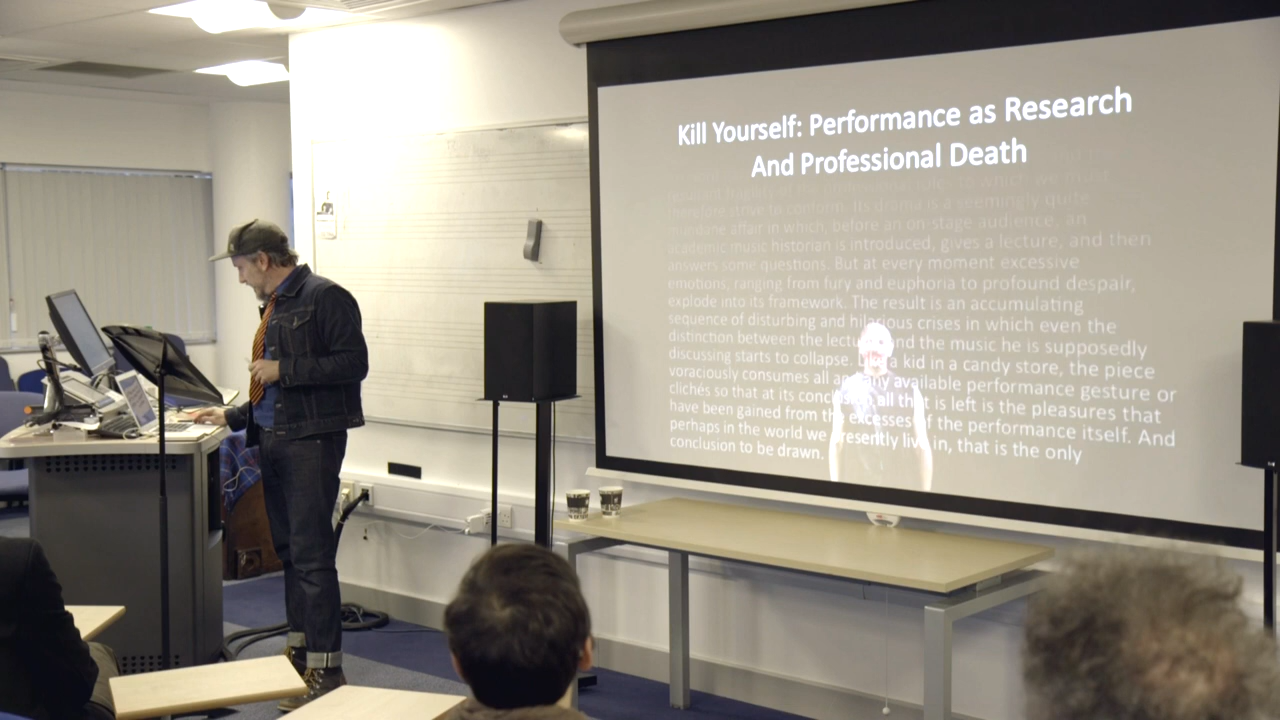 Kill Yourself: Performance as Research
And Professional Death
therefore strive to conform. Its drama is a seemingly quite
mundane affair in which, before an on-stage audience, an
academic music historian is introduced, gives a lecture, and then
answers some questions. But at every moment excessive
emotions, ranging from fury and euphoria to profound despair,
explode into its framework. The result is an accumulating
sequence of disturbing and hilarious crises in which even the
distinction between the lecture and the music he is supposedly
discussing starts to collapse. Like a kid in a candy store, the piece
voraciously consumes all and any available performance gesture or
clichés so that at its conclusion all that is left is the pleasures that
have been gained from the excesses of the performance itself. And
perhaps in the world we presently live in, that is the only
conclusion to be drawn.